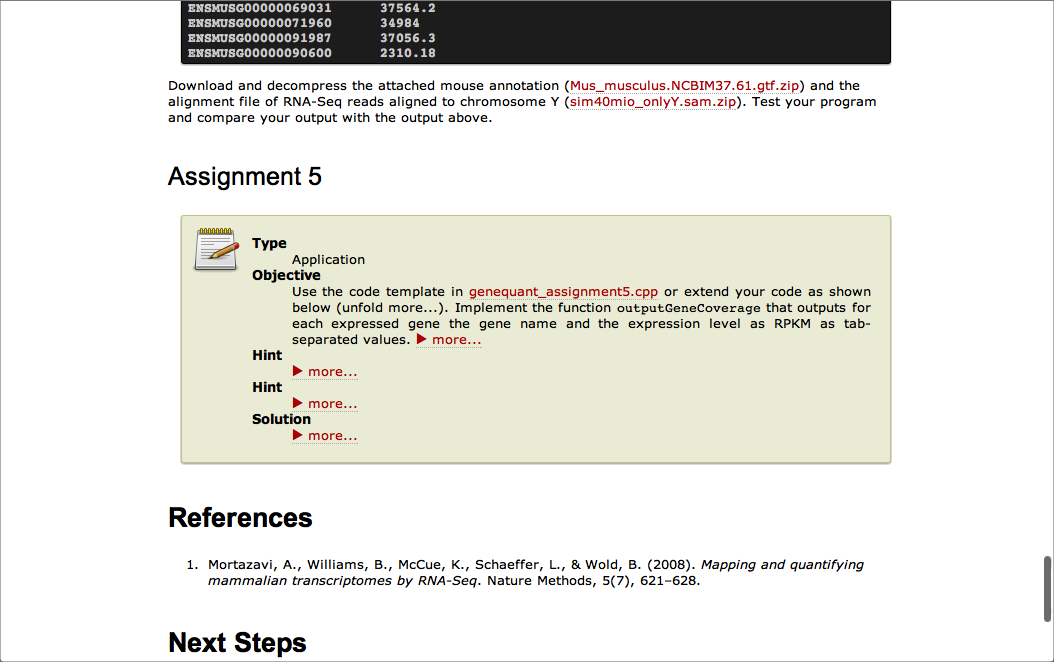 ENSMUSG00000069031 37564.2
ENSMUSG00000071960 34984
ENSMUSG00000091987 37056.3
ENSMUSG00000090600 2310.18
Download and decompress the attached mouse annotation (Mus_musculus.NCBIM37.61.gtf.zip) and the
alignment file of RNA-Seq reads aligned to chromosome Y (sim40mio_onlyY.sam.zip). Test your program
and compare your output with the output above.
Assignment 5
Type
Application
Objective
Use the code template in genequant_assignment5.cpp or extend your code as shown
below (unfold more...). Implement the function outputGeneCoverage that outputs for
each expressed gene the gene name and the expression level as RPKM as tab-
separated values. ▶ more...
Hint
▶ more...
Hint
▶ more...
Solution
▶ more...
References
1. Mortazavi, A., Williams, B., McCue, K., Schaeffer, L., & Wold, B. (2008). Mapping and quantifying
mammalian transcriptomes by RNA-Seq. Nature Methods, 5(7), 621–628.
Next Steps